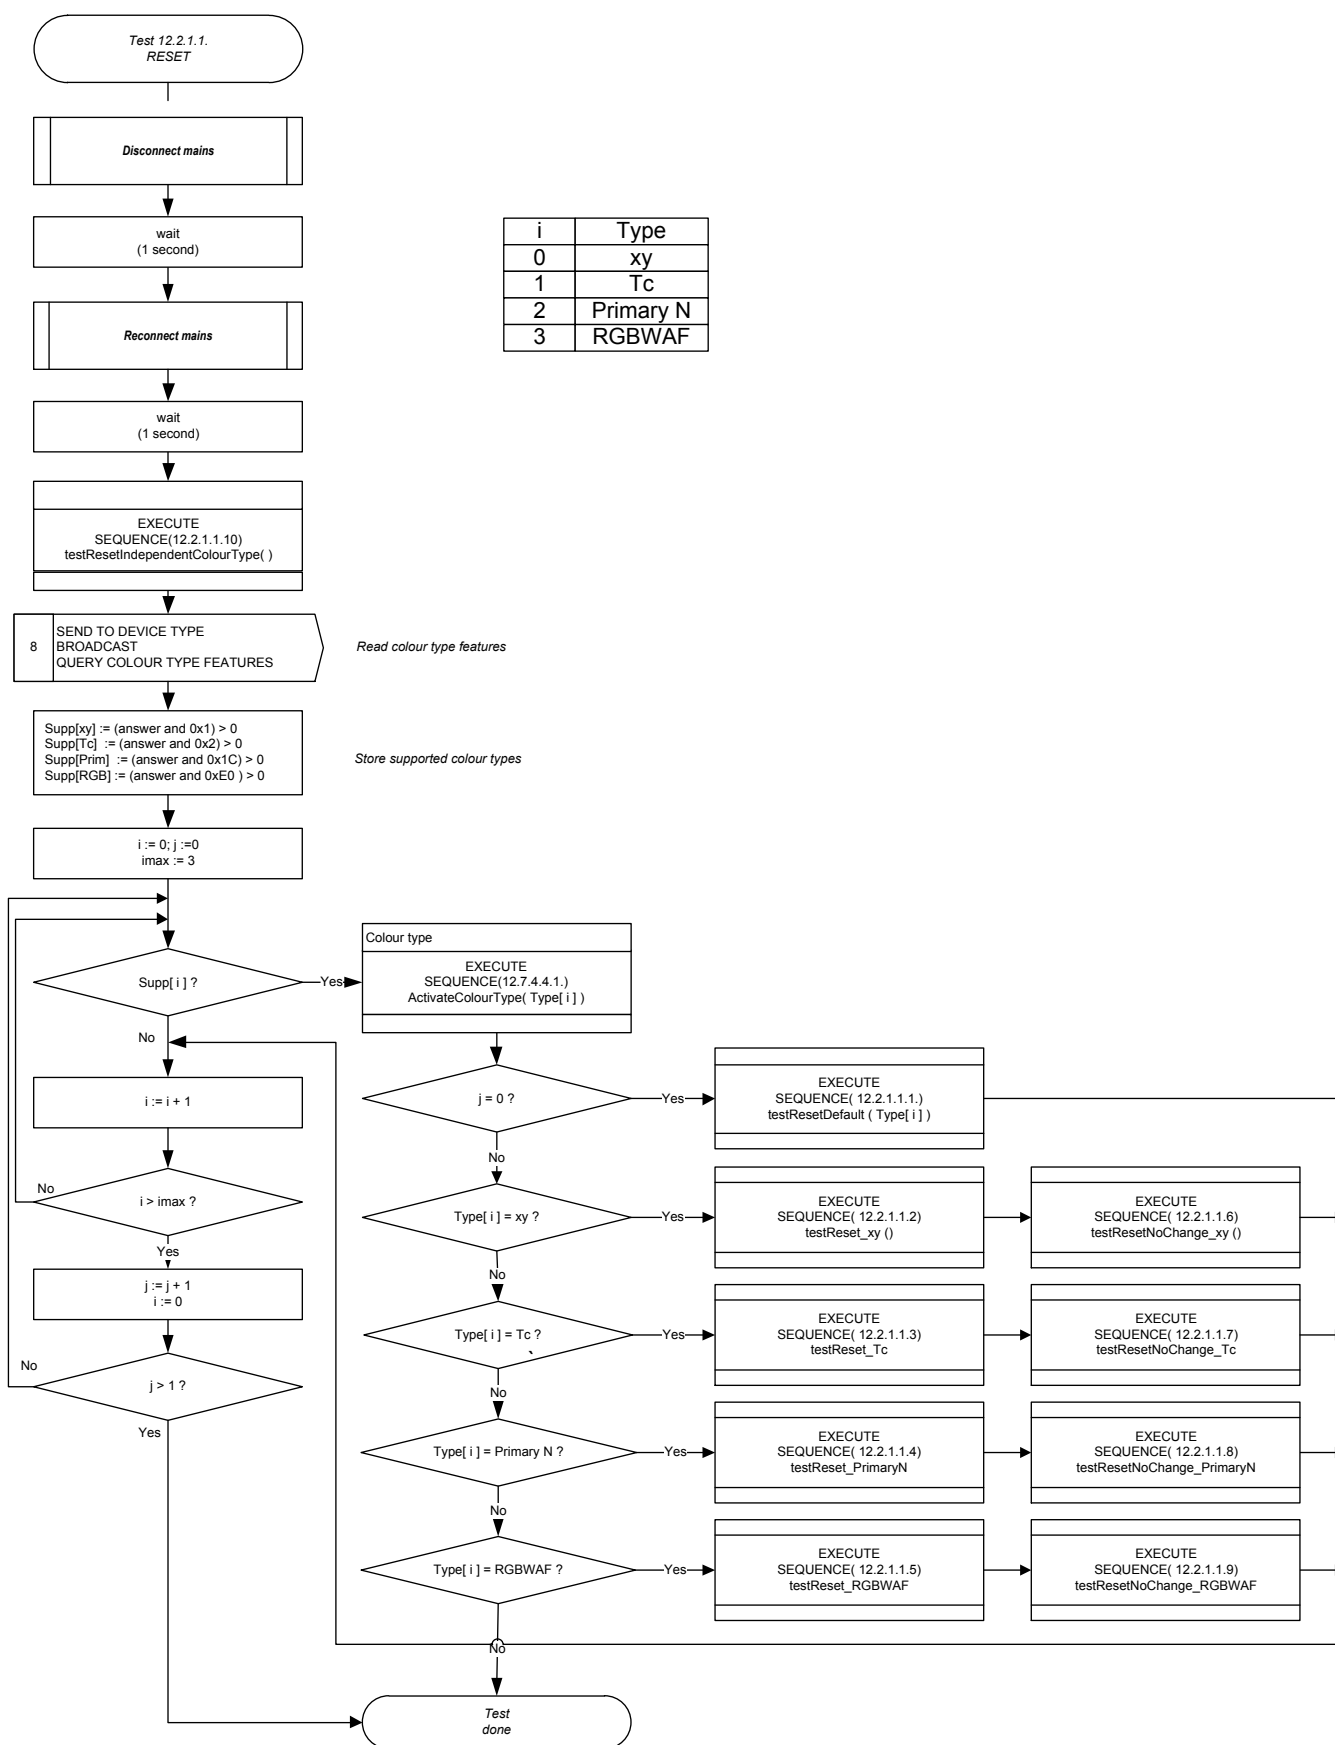 Test 12.2.1.1.
RESET
Disconnect mains
wait
(1 second)
i Type
0 xy
1 Tc
2 Primary N
3 RGBWAF
Reconnect mains
wait
(1 second)
EXECUTE
SEQUENCE(12.2.1.1.10)
testResetIndependentColourType( )
8
SEND TO DEVICE TYPE
BROADCAST
QUERY COLOUR TYPE FEATURES
Read colour type features
Supp[xy] := (answer and 0x1) > 0
Supp[Tc] := (answer and 0x2) > 0
Supp[Prim] := (answer and 0x1C) > 0
Supp[RGB] := (answer and 0xE0 ) > 0
Store supported colour types
i := 0; j :=0
imax := 3
Supp[ i ] ?
Yes
Colour type
EXECUTE
SEQUENCE(12.7.4.4.1.)
ActivateColourType( Type[ i ] )
No
i := i + 1
j = 0 ?
Yes
EXECUTE
SEQUENCE( 12.2.1.1.1.)
testResetDefault ( Type[ i ] )
No
i > imax ?
No
Yes
Type[ i ] = xy ?
Yes
EXECUTE
SEQUENCE( 12.2.1.1.2)
testReset_xy ()
EXECUTE
SEQUENCE( 12.2.1.1.6)
testResetNoChange_xy ()
No
j := j + 1
i := 0
Type[ i ] = Tc ?
`
Yes
EXECUTE
SEQUENCE( 12.2.1.1.3)
testReset_Tc
EXECUTE
SEQUENCE( 12.2.1.1.7)
testResetNoChange_Tc
No
j > 1 ?
No
Yes
Type[ i ] = Primary N ?
Yes
EXECUTE
SEQUENCE( 12.2.1.1.4)
testReset_PrimaryN
EXECUTE
SEQUENCE( 12.2.1.1.8)
testResetNoChange_PrimaryN
No
Type[ i ] = RGBWAF ?
Yes
EXECUTE
SEQUENCE( 12.2.1.1.5)
testReset_RGBWAF
EXECUTE
SEQUENCE( 12.2.1.1.9)
testResetNoChange_RGBWAF
No
Test
done